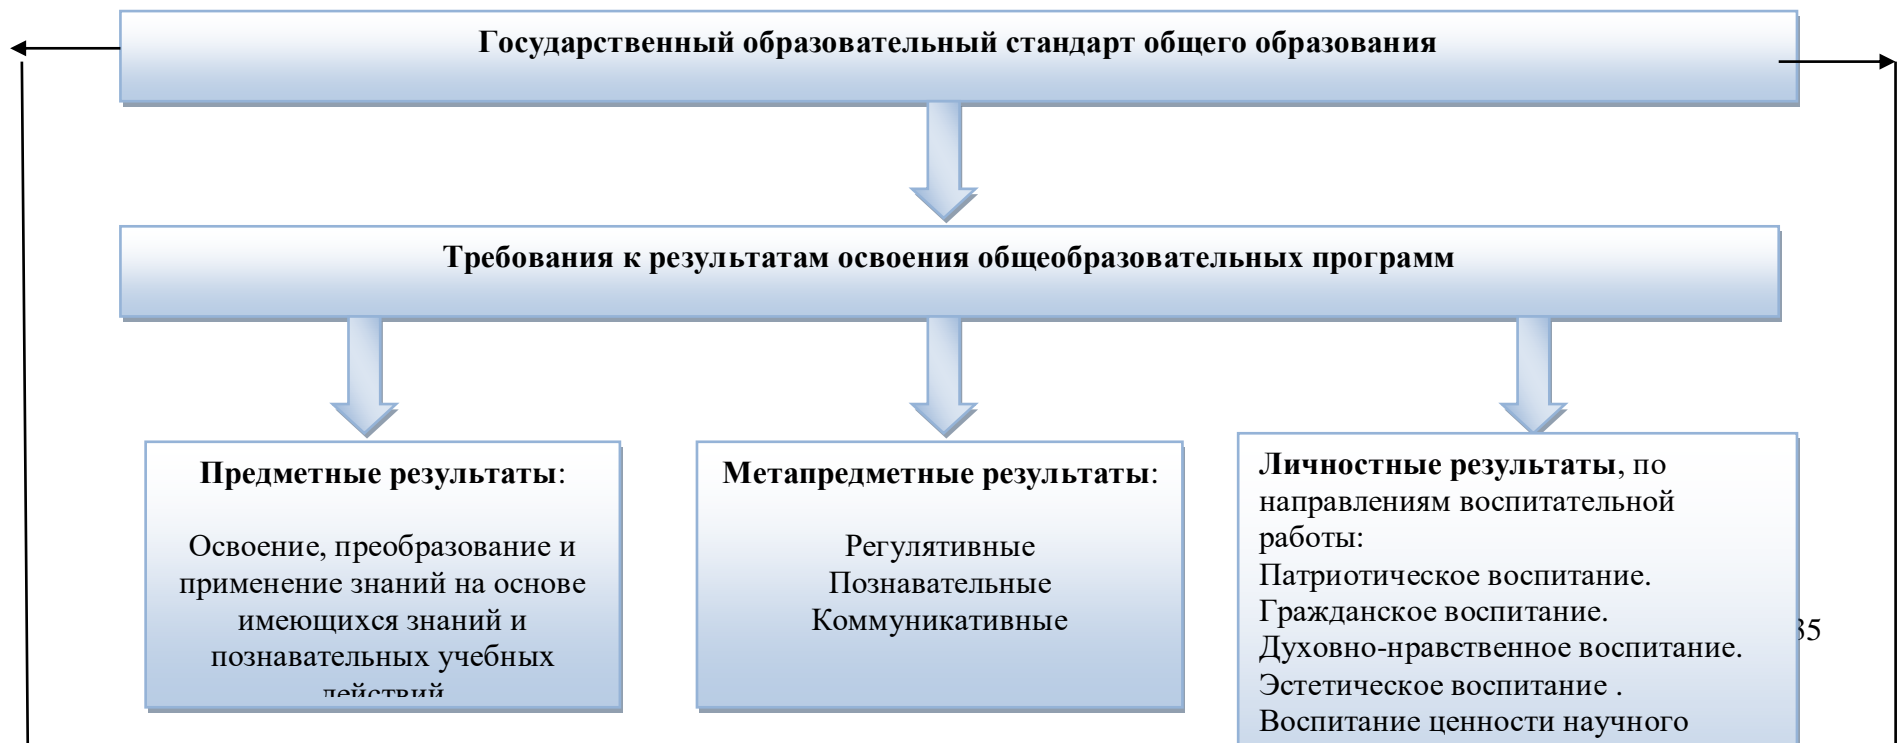 Государственный образовательный стандарт общего образования
Требования к результатам освоения общеобразовательных программ
Предметные результаты:
Освоение, преобразование и
применение знаний на основе
имеющихся знаний и
познавательных учебных
действий
Метапредметные результаты:
Регулятивные
Познавательные
Коммуникативные
Личностные результаты, по
направлениям воспитательной
работы:
Патриотическое воспитание.
Гражданское воспитание.
Духовно-нравственное воспитание.
Эстетическое воспитание .
Воспитание ценности научного